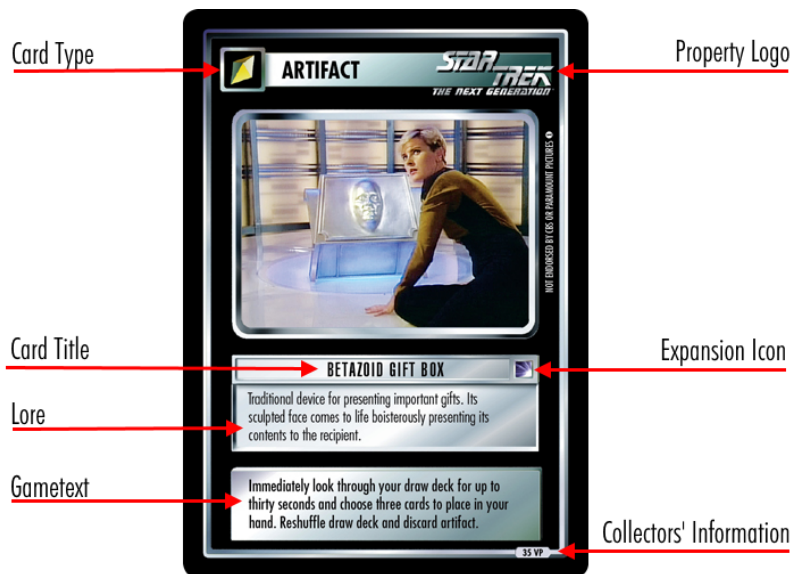 Card Type
ARTIFACT
STAR
TREK
THE NEXT GENERATION
Property Logo
NOT ENDORSED BY CBS OR PARAMOUNT PICTURES
Card Title
BETAZOID GIFT BOX
Expansion Icon
Lore
Traditional device for presenting important gifts. Its
sculpted face comes to life boisterously presenting its
contents to the recipient.
Gametext
Immediately look through your draw deck for up to
thirty seconds and choose three cards to place in your
hand. Reshuffle draw deck and discard artifact.
Collectors' Information
35 VP